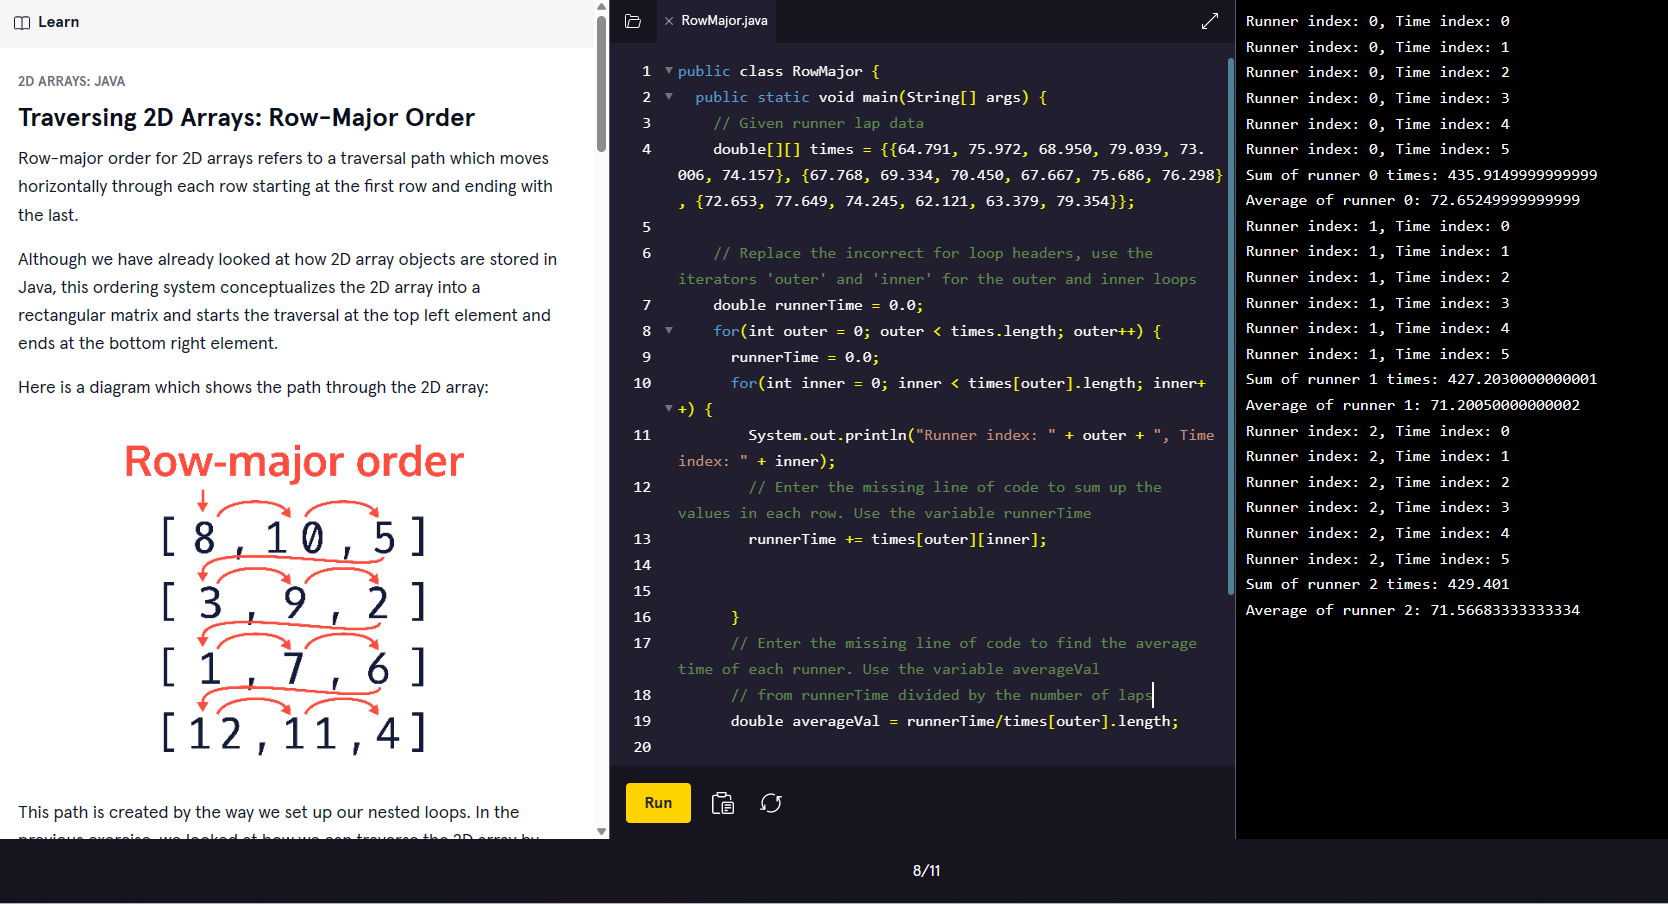 Learn
2D ARRAYS: JAVA
Traversing 2D Arrays: Row-Major Order
Row-major order for 2D arrays refers to a traversal path which moves
horizontally through each row starting at the first row and ending with
the last.
Although we have already looked at how 2D array objects are stored in
Java, this ordering system conceptualizes the 2D array into a
rectangular matrix and starts the traversal at the top left element and
ends at the bottom right element.
Here is a diagram which shows the path through the 2D array:
Row-major order
[ 8 , 10 , 5 ]
[ 3 , 9 , 2 ]
[ 1 , 7 , 6 ]
[ 12 , 11 , 4 ]
This path is created by the way we set up our nested loops. In the
previous exercise, we looked at how we can traverse the 2D array by
RowMajor.java
1 public class RowMajor {
2 public static void main(String[] args) {
3 // Given runner lap data
4 double[][] times = {{64.791, 75.972, 68.950, 79.039, 73.
006, 74.157}, {67.768, 69.334, 70.450, 67.667, 75.686, 76.298}
, {72.653, 77.649, 74.245, 62.121, 63.379, 79.354}};
5
6 // Replace the incorrect for loop headers, use the
iterators 'outer' and 'inner' for the outer and inner loops
7 double runnerTime = 0.0;
8 for(int outer = 0; outer < times.length; outer++) {
9 runnerTime = 0.0;
10 for(int inner = 0; inner < times[outer].length; inner+
+) {
11 System.out.println("Runner index: " + outer + ", Time
index: " + inner);
12 // Enter the missing line of code to sum up the
values in each row. Use the variable runnerTime
13 runnerTime += times[outer][inner];
14
15
16 }
17 // Enter the missing line of code to find the average
time of each runner. Use the variable averageVal
18 // from runnerTime divided by the number of laps
19 double averageVal = runnerTime/times[outer].length;
20
Run
Runner index: 0, Time index: 0
Runner index: 0, Time index: 1
Runner index: 0, Time index: 2
Runner index: 0, Time index: 3
Runner index: 0, Time index: 4
Runner index: 0, Time index: 5
Sum of runner 0 times: 435.9149999999999
Average of runner 0: 72.65249999999999
Runner index: 1, Time index: 0
Runner index: 1, Time index: 1
Runner index: 1, Time index: 2
Runner index: 1, Time index: 3
Runner index: 1, Time index: 4
Runner index: 1, Time index: 5
Sum of runner 1 times: 427.2030000000001
Average of runner 1: 71.20050000000002
Runner index: 2, Time index: 0
Runner index: 2, Time index: 1
Runner index: 2, Time index: 2
Runner index: 2, Time index: 3
Runner index: 2, Time index: 4
Runner index: 2, Time index: 5
Sum of runner 2 times: 429.401
Average of runner 2: 71.56683333333334
8/11